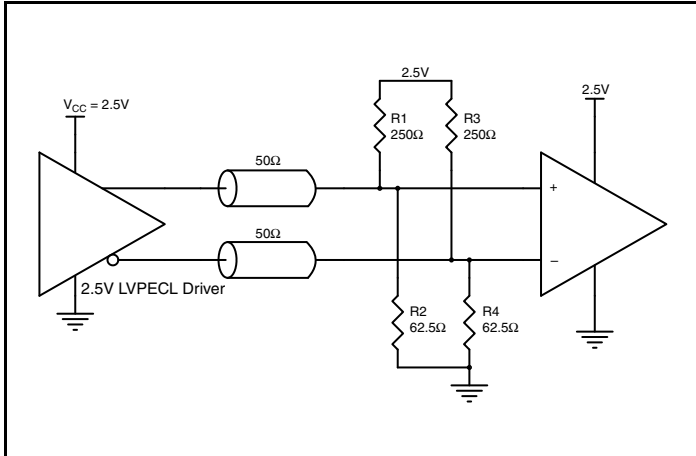 2.5V
V_CC = 2.5V
2.5V
R1
250Ω
R3
250Ω
50Ω
+
50Ω
–
2.5V LVPECL Driver
R2
62.5Ω
R4
62.5Ω